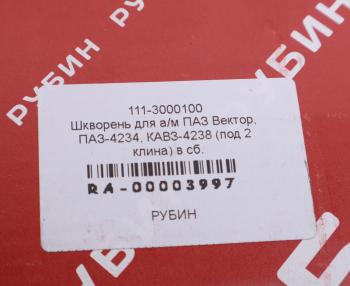 РУБИН
РУБИН
111-3000100
Шкворень для а/м ПАЗ Вектор,
ПАЗ-4234, КАВЗ-4238 (под 2
клина) в сб.
RA-00003997
РУБИН
РУБИН